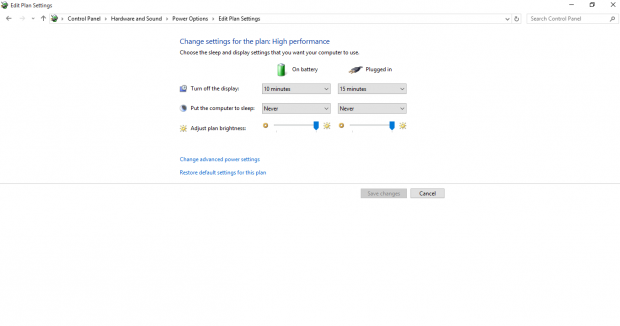 Edit Plan Settings
Control Panel > Hardware and Sound > Power Options > Edit Plan Settings
Search Control Panel
Change settings for the plan: High performance
Choose the sleep and display settings that you want your computer to use.
On battery
Plugged in
Turn off the display: 10 minutes 15 minutes
Put the computer to sleep: Never Never
Adjust plan brightness:
Change advanced power settings
Restore default settings for this plan
Save changes Cancel